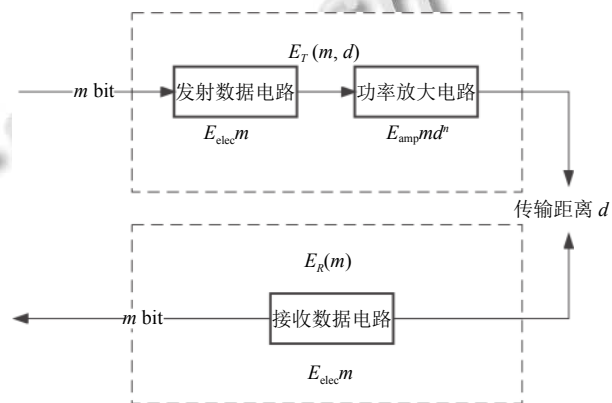 E_T (m, d)
m bit
发射数据电路
功率放大电路
E_elec m
E_amp md^n
传输距离 d
E_R(m)
m bit
接收数据电路
E_elec m